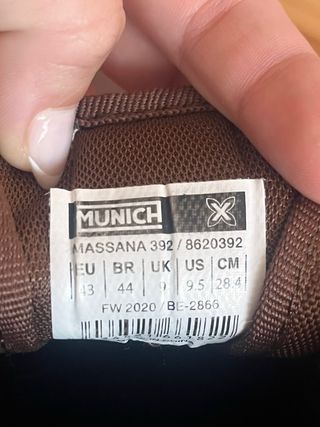 MUNICH
MASSANA 392 / 8620392
EU BR UK US CM
43 44 9 9.5 28.4
FW 2020 / BE-2866